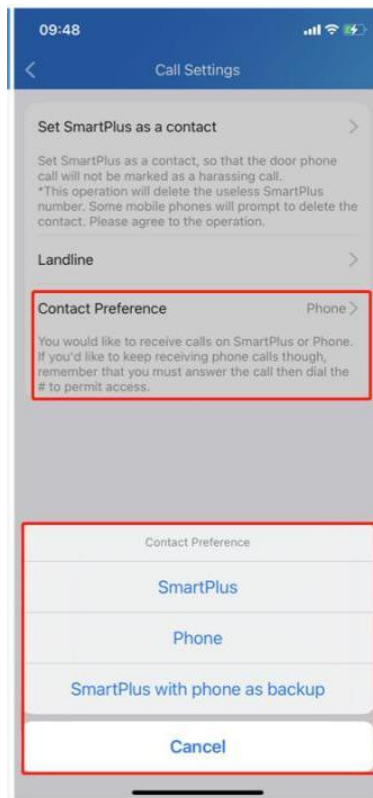 09:48
Call Settings
Set SmartPlus as a contact
Set SmartPlus as a contact, so that the door phone
call will not be marked as a harassing call.
*This operation will delete the useless SmartPlus
number. Some mobile phones will prompt to delete the
contact. Please agree to the operation.
Landline
Contact Preference
Phone
You would like to receive calls on SmartPlus or Phone.
If you'd like to keep receiving phone calls though,
remember that you must answer the call then dial the
# to permit access.
Contact Preference
SmartPlus
Phone
SmartPlus with phone as backup
Cancel